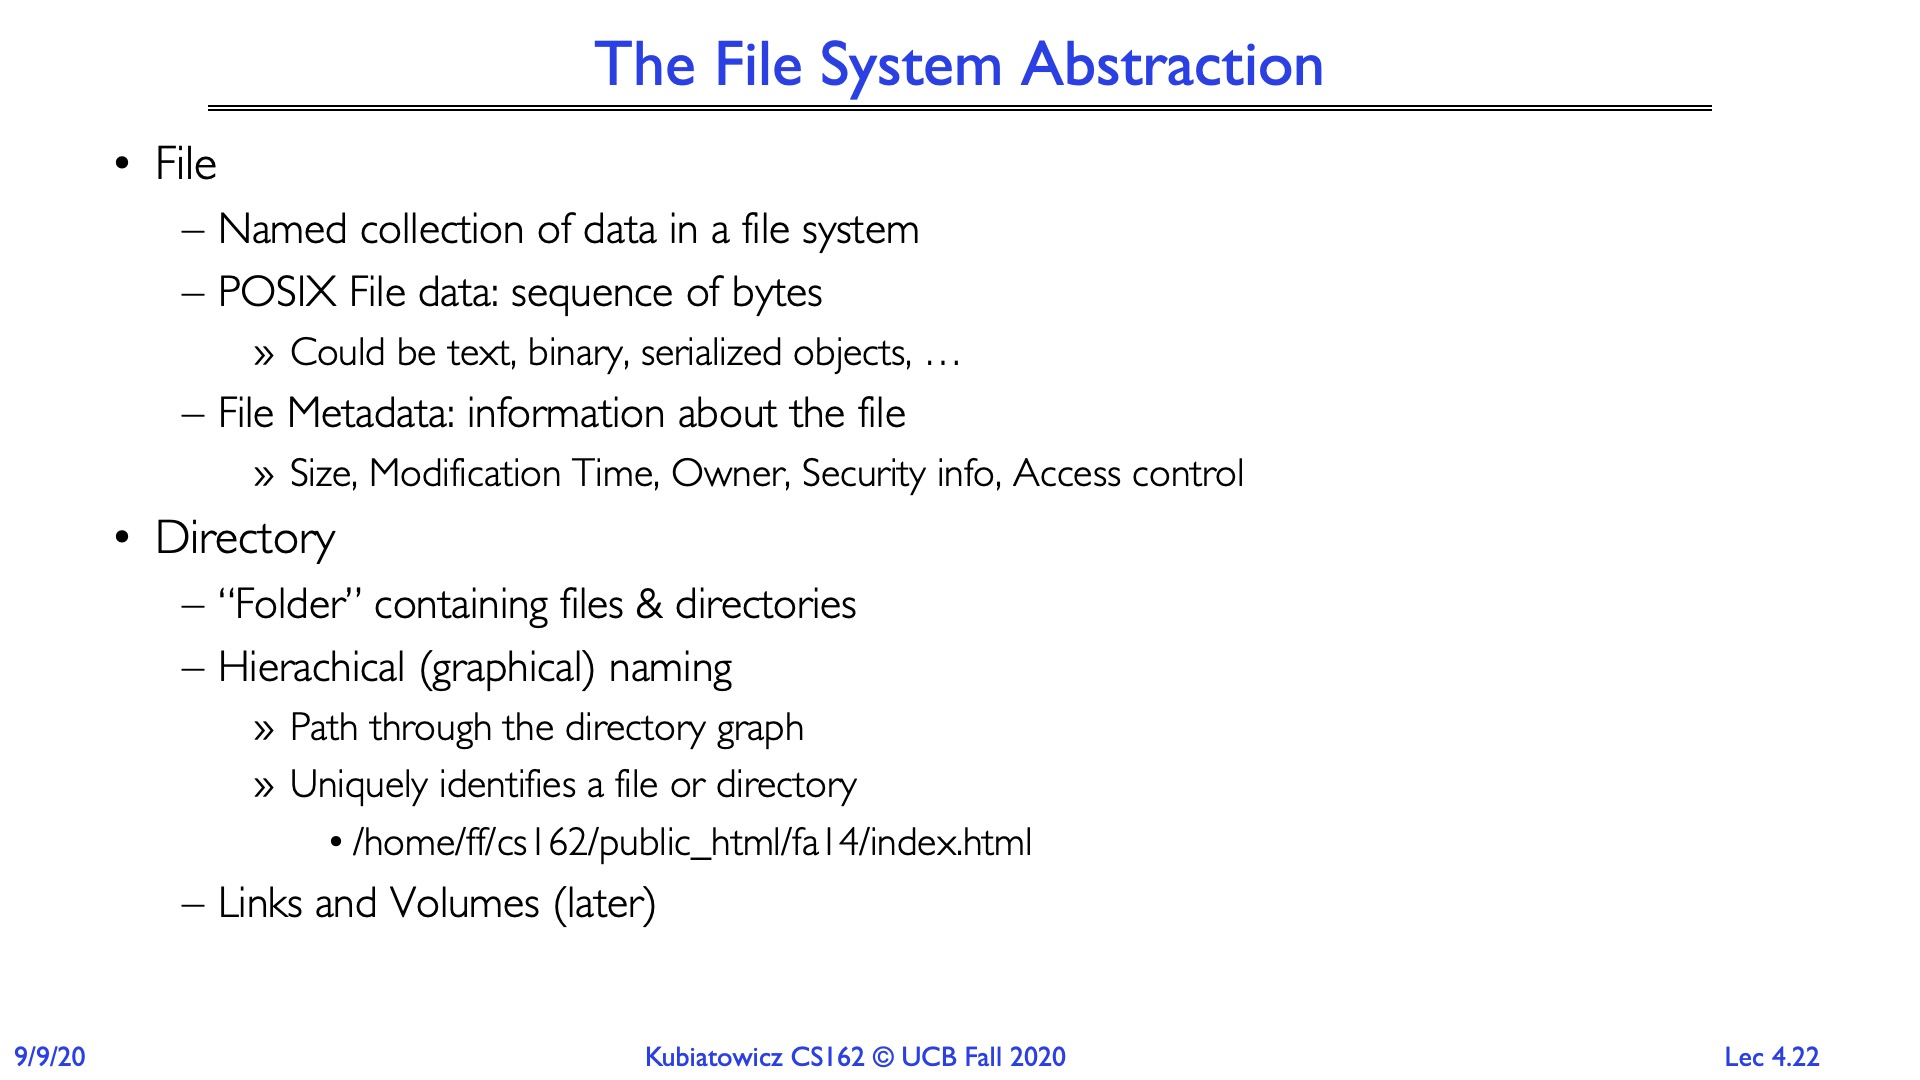 The File System Abstraction
• File
– Named collection of data in a file system
– POSIX File data: sequence of bytes
» Could be text, binary, serialized objects, …
– File Metadata: information about the file
» Size, Modification Time, Owner, Security info, Access control
• Directory
– “Folder” containing files & directories
– Hierachical (graphical) naming
» Path through the directory graph
» Uniquely identifies a file or directory
• /home/ff/cs162/public_html/fa14/index.html
– Links and Volumes (later)
9/9/20 Kubiatowicz CS162 © UCB Fall 2020 Lec 4.22